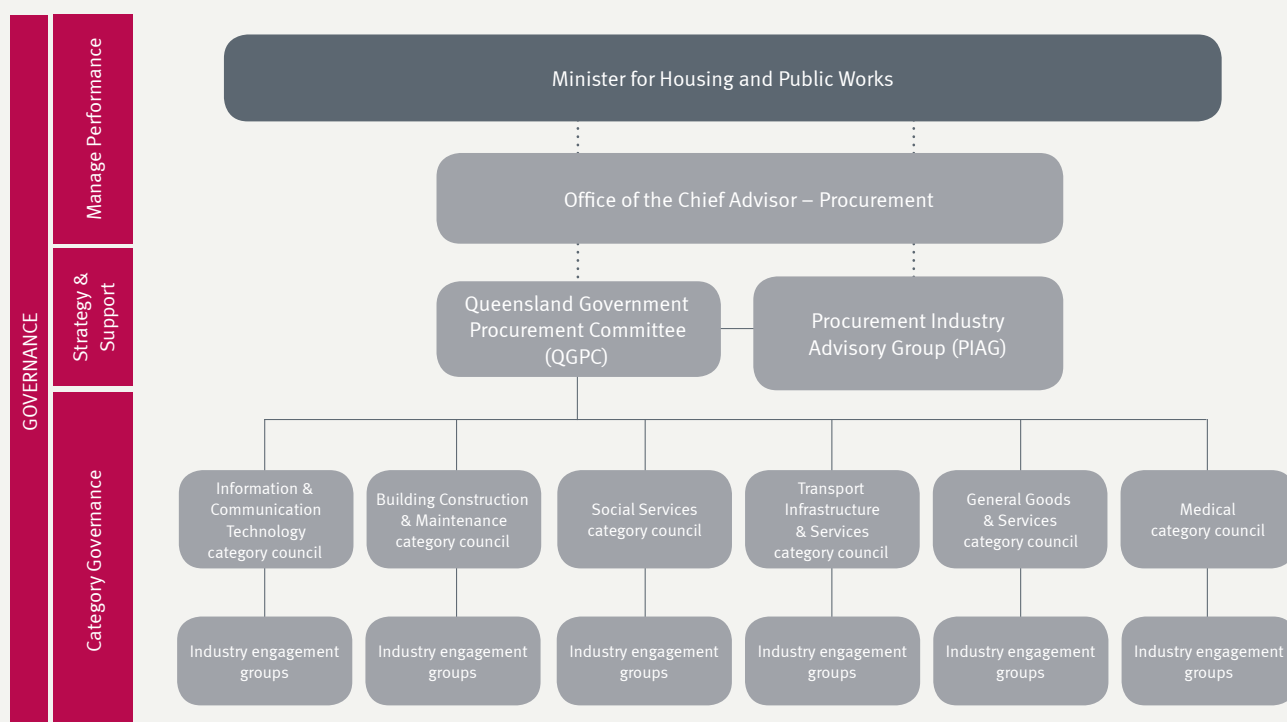 GOVERNANCE
Manage Performance
Strategy &
Support
Category Governance
Minister for Housing and Public Works
Office of the Chief Advisor – Procurement
Queensland Government
Procurement Committee
(QGPC)
Procurement Industry
Advisory Group (PIAG)
Information &
Communication
Technology
category council
Building Construction
& Maintenance
category council
Social Services
category council
Transport
Infrastructure
& Services
category council
General Goods
& Services
category council
Medical
category council
Industry engagement
groups
Industry engagement
groups
Industry engagement
groups
Industry engagement
groups
Industry engagement
groups
Industry engagement
groups